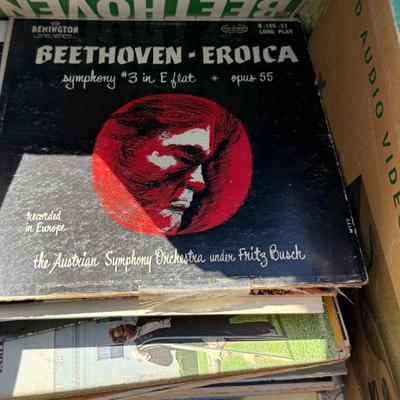 BEETHOVEN
REMINGTON
R-199-21
LONG PLAY
BEETHOVEN - EROICA
symphony #3 in E flat * opus 55
recorded
in Europe
the Austrian Symphony Orchestra under Fritz Busch
D AUDIO VIDEO